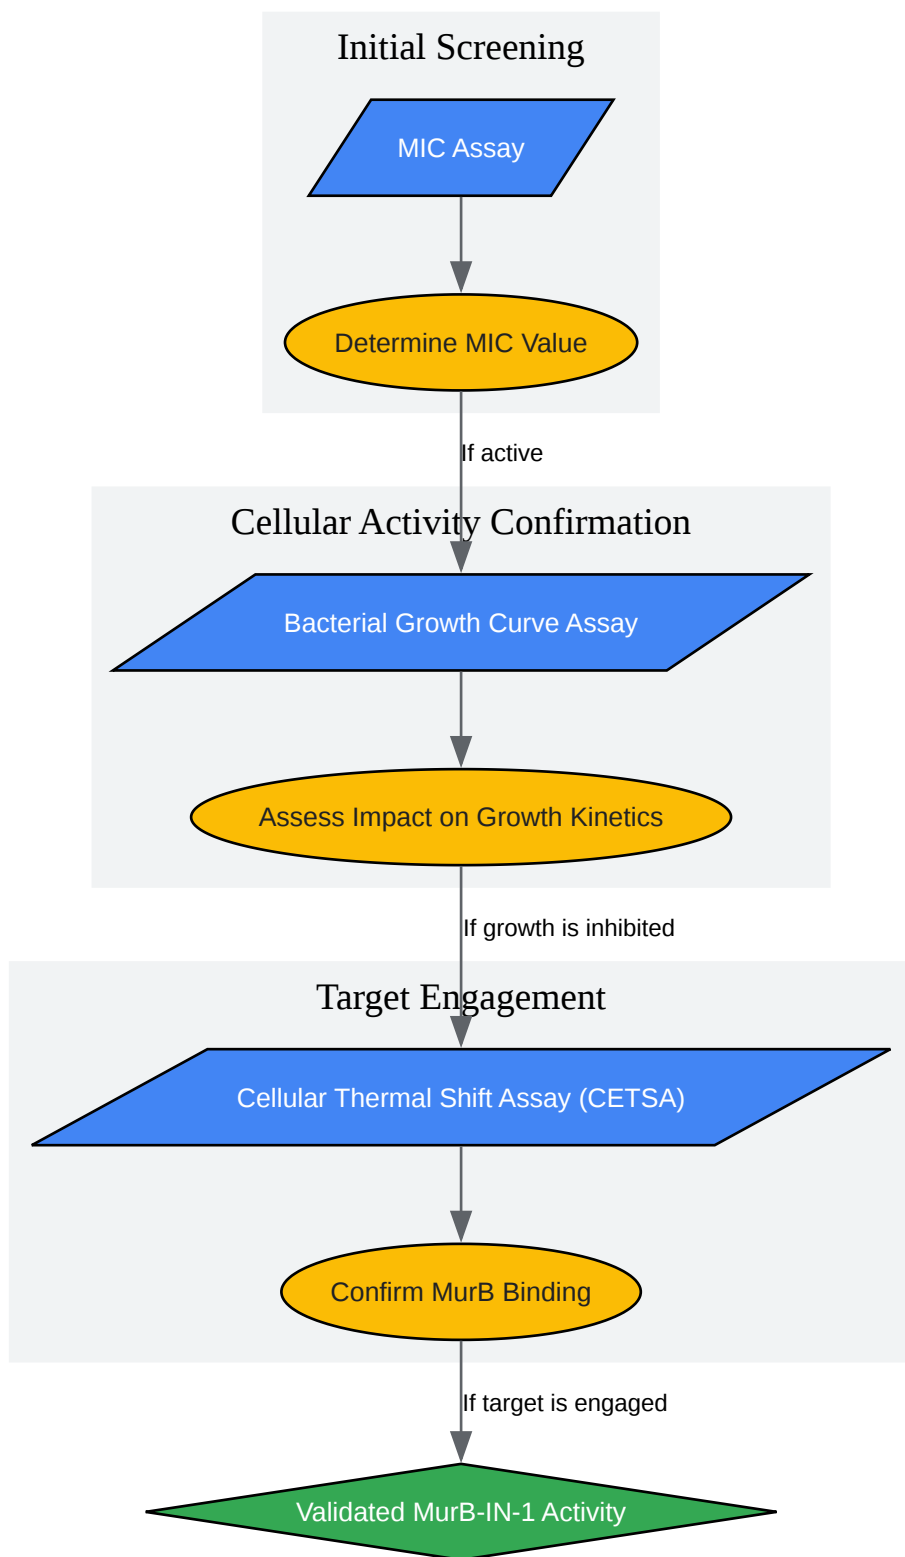 Initial Screening
MIC Assay
Determine MIC Value
If active
Cellular Activity Confirmation
Bacterial Growth Curve Assay
Assess Impact on Growth Kinetics
If growth is inhibited
Target Engagement
Cellular Thermal Shift Assay (CETSA)
Confirm MurB Binding
If target is engaged
Validated MurB-IN-1 Activity